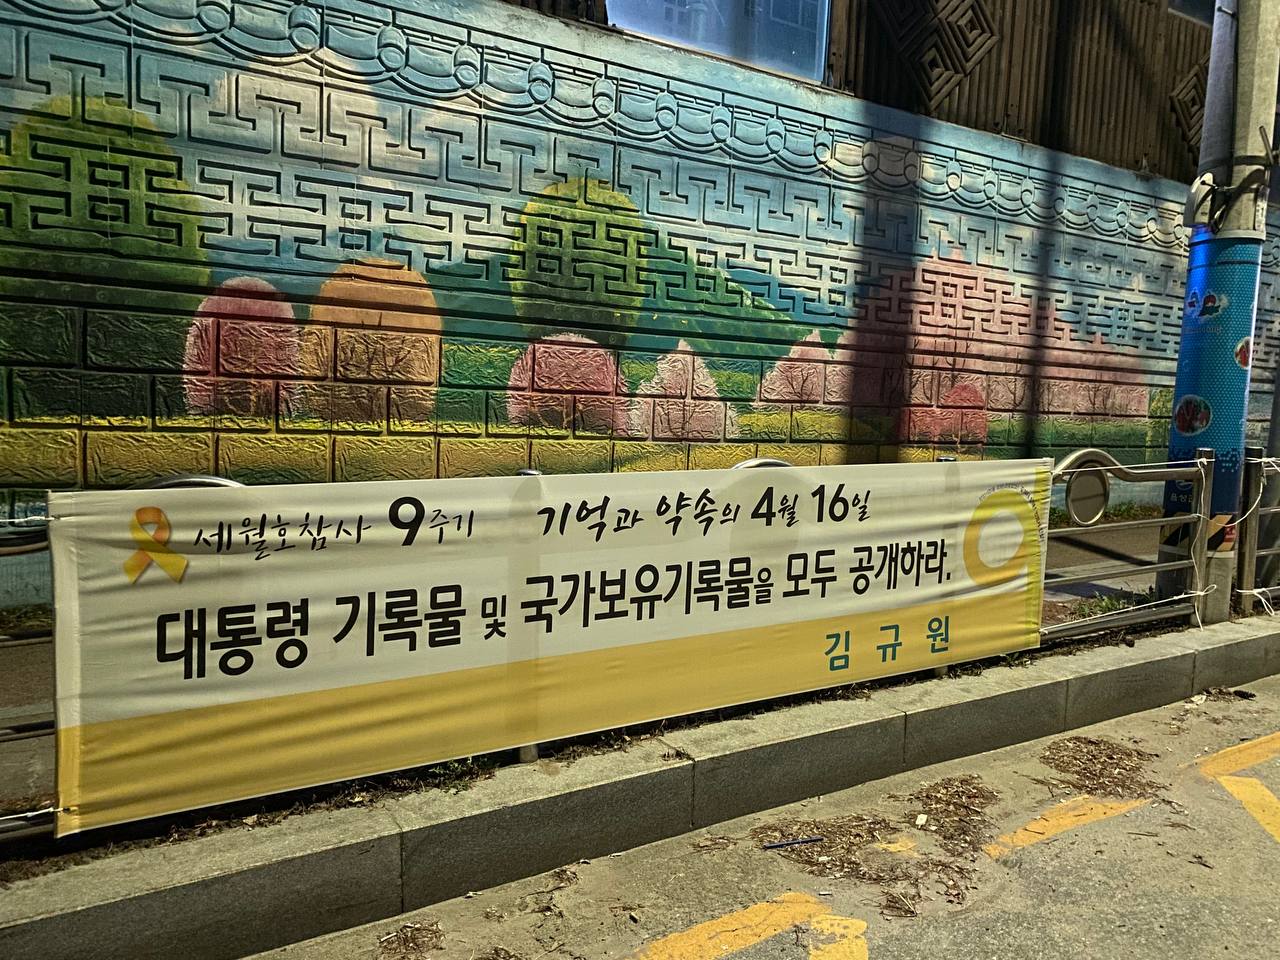 세월호참사 9주기 기억과 약속의 4월 16일
대통령 기록물 및 국가보유기록물을 모두 공개하라.
김 규 원